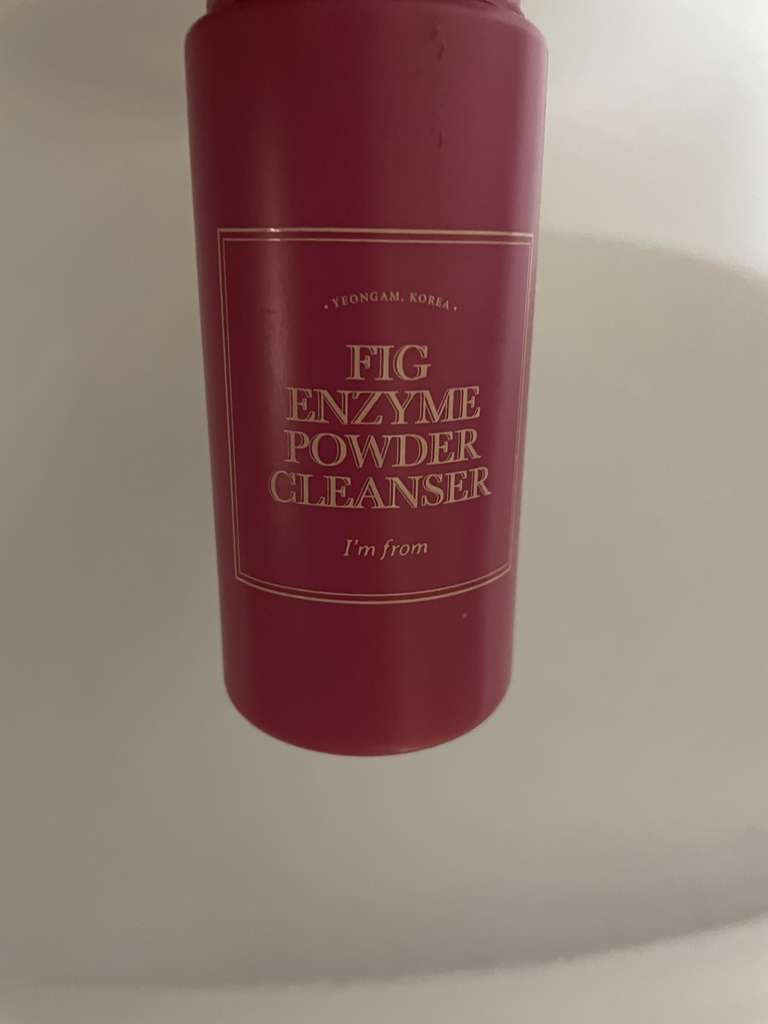 · YEONGAM, KOREA ·
FIG
ENZYME
POWDER
CLEANSER
I'm from